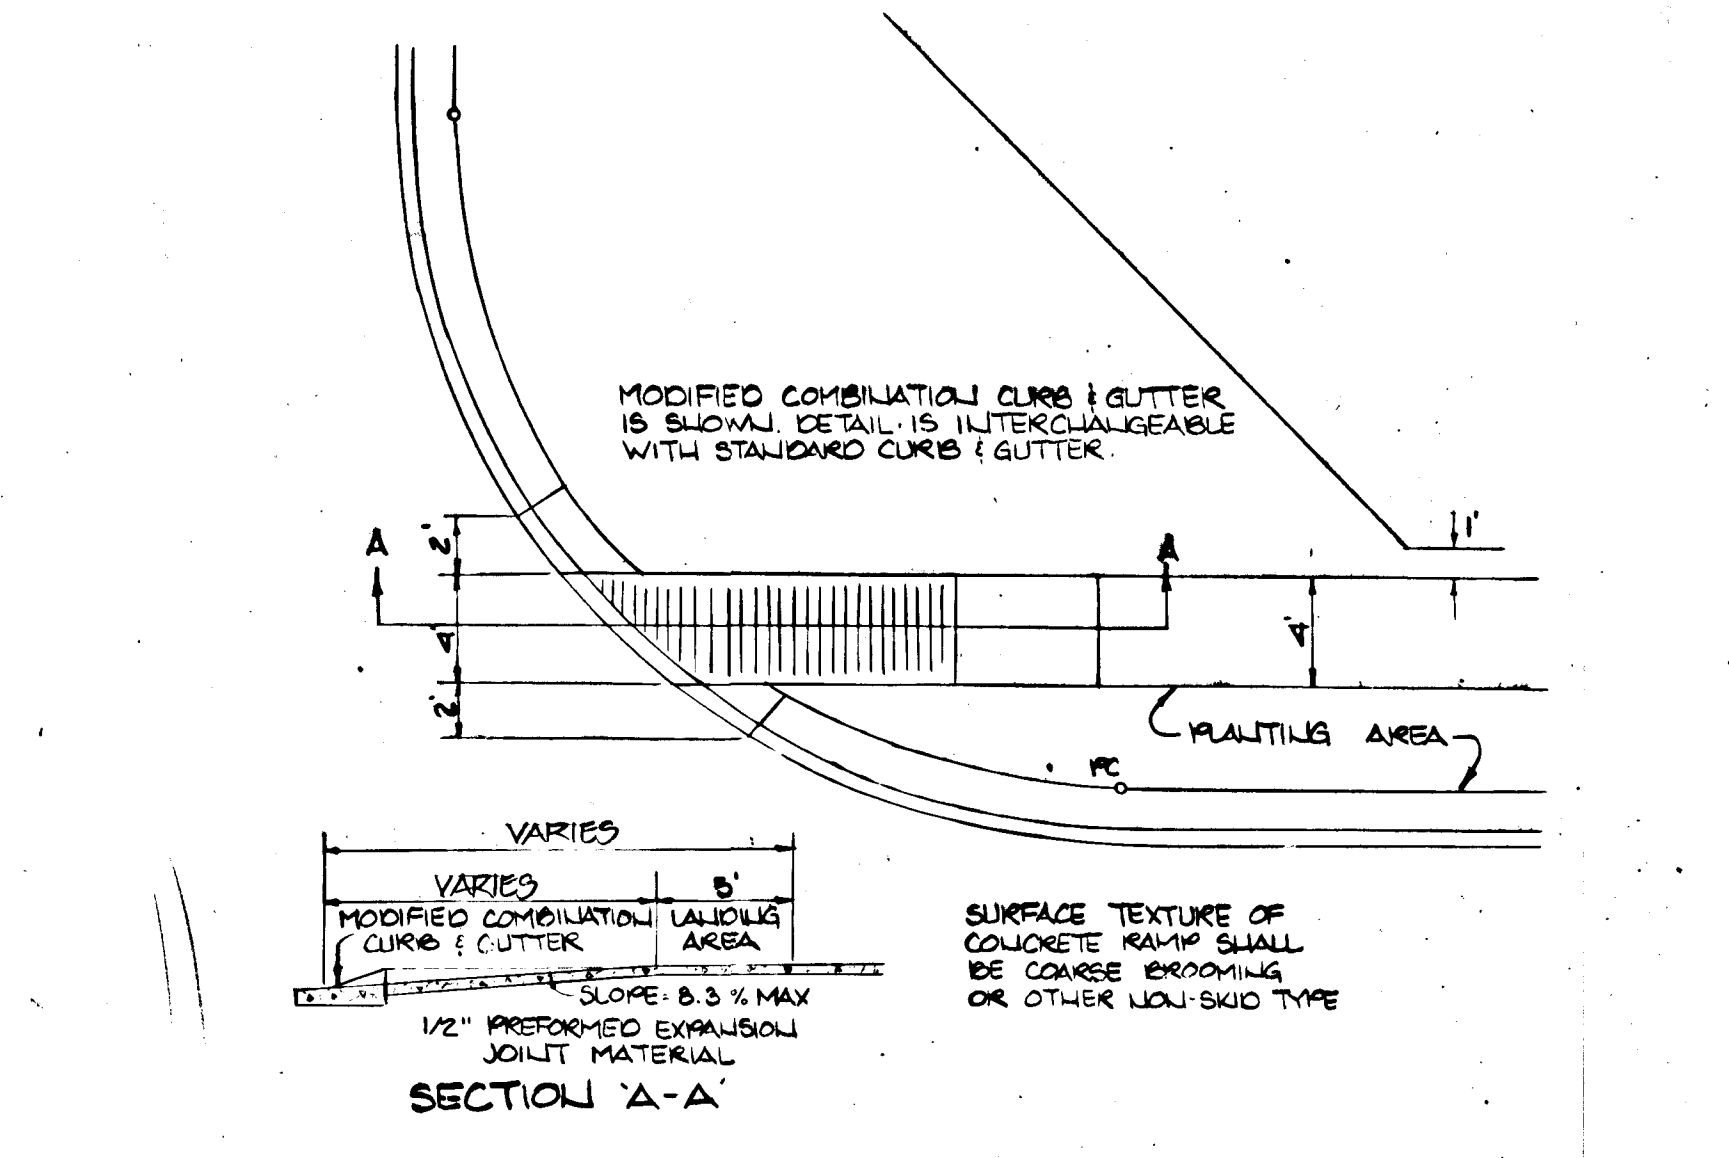 MODIFIED COMBINATION CURB & GUTTER
IS SHOWN. DETAIL IS INTERCHANGEABLE
WITH STANDARD CURB & GUTTER.
A
A
2'
4'
2'
1'
4'
PLANTING AREA
PC
VARIES
VARIES
5'
MODIFIED COMBINATION
CURB & GUTTER
LANDING
AREA
SLOPE= 8.3 % MAX
1/2" PREFORMED EXPANSION
JOINT MATERIAL
SECTION 'A-A'
SURFACE TEXTURE OF
CONCRETE RAMP SHALL
BE COARSE BROOMING
OR OTHER NON-SKID TYPE